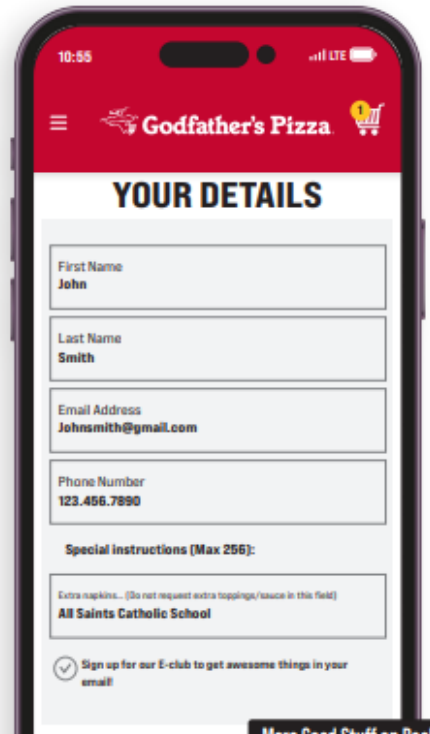 10:55 LTE
Godfather's Pizza 1
YOUR DETAILS
First Name
John
Last Name
Smith
Email Address
Johnsmith@gmail.com
Phone Number
123.456.7890
Special instructions (Max 256):
Extra napkins... (Do not request extra toppings/sauce in this field)
All Saints Catholic School
Sign up for our E-club to get awesome things in your
email!
More Good Stuff on